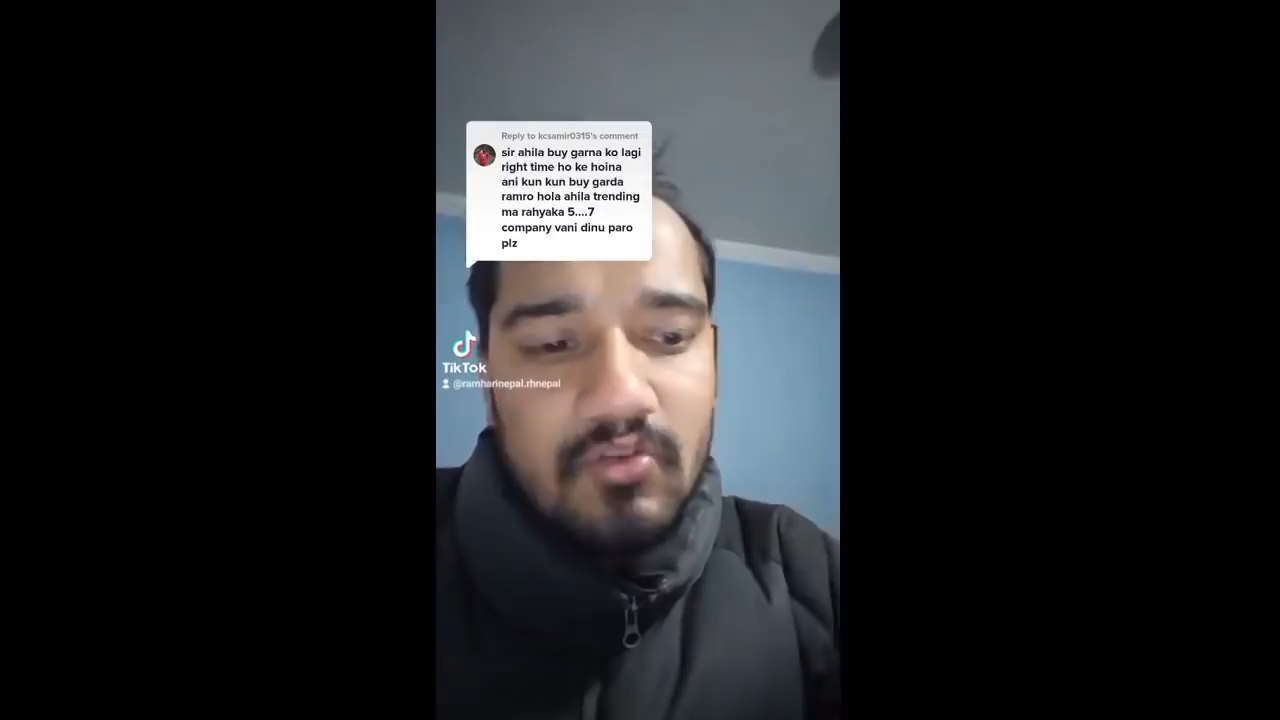 Reply to kcsamir0315's comment
sir ahila buy garna ko lagi
right time ho ke hoina
ani kun kun buy garda
ramro hola ahila trending
ma rahyaka 5....7
company vani dinu paro
plz
TikTok
@ramharinepal.rhnepal